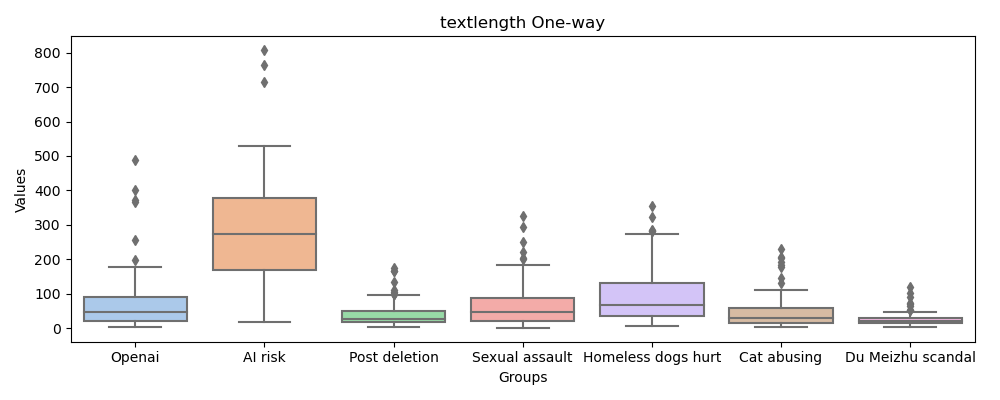 textlength One-way
Values
800
700
600
500
400
300
200
100
0
Openai AI risk Post deletion Sexual assault Homeless dogs hurt Cat abusing Du Meizhu scandal
Groups